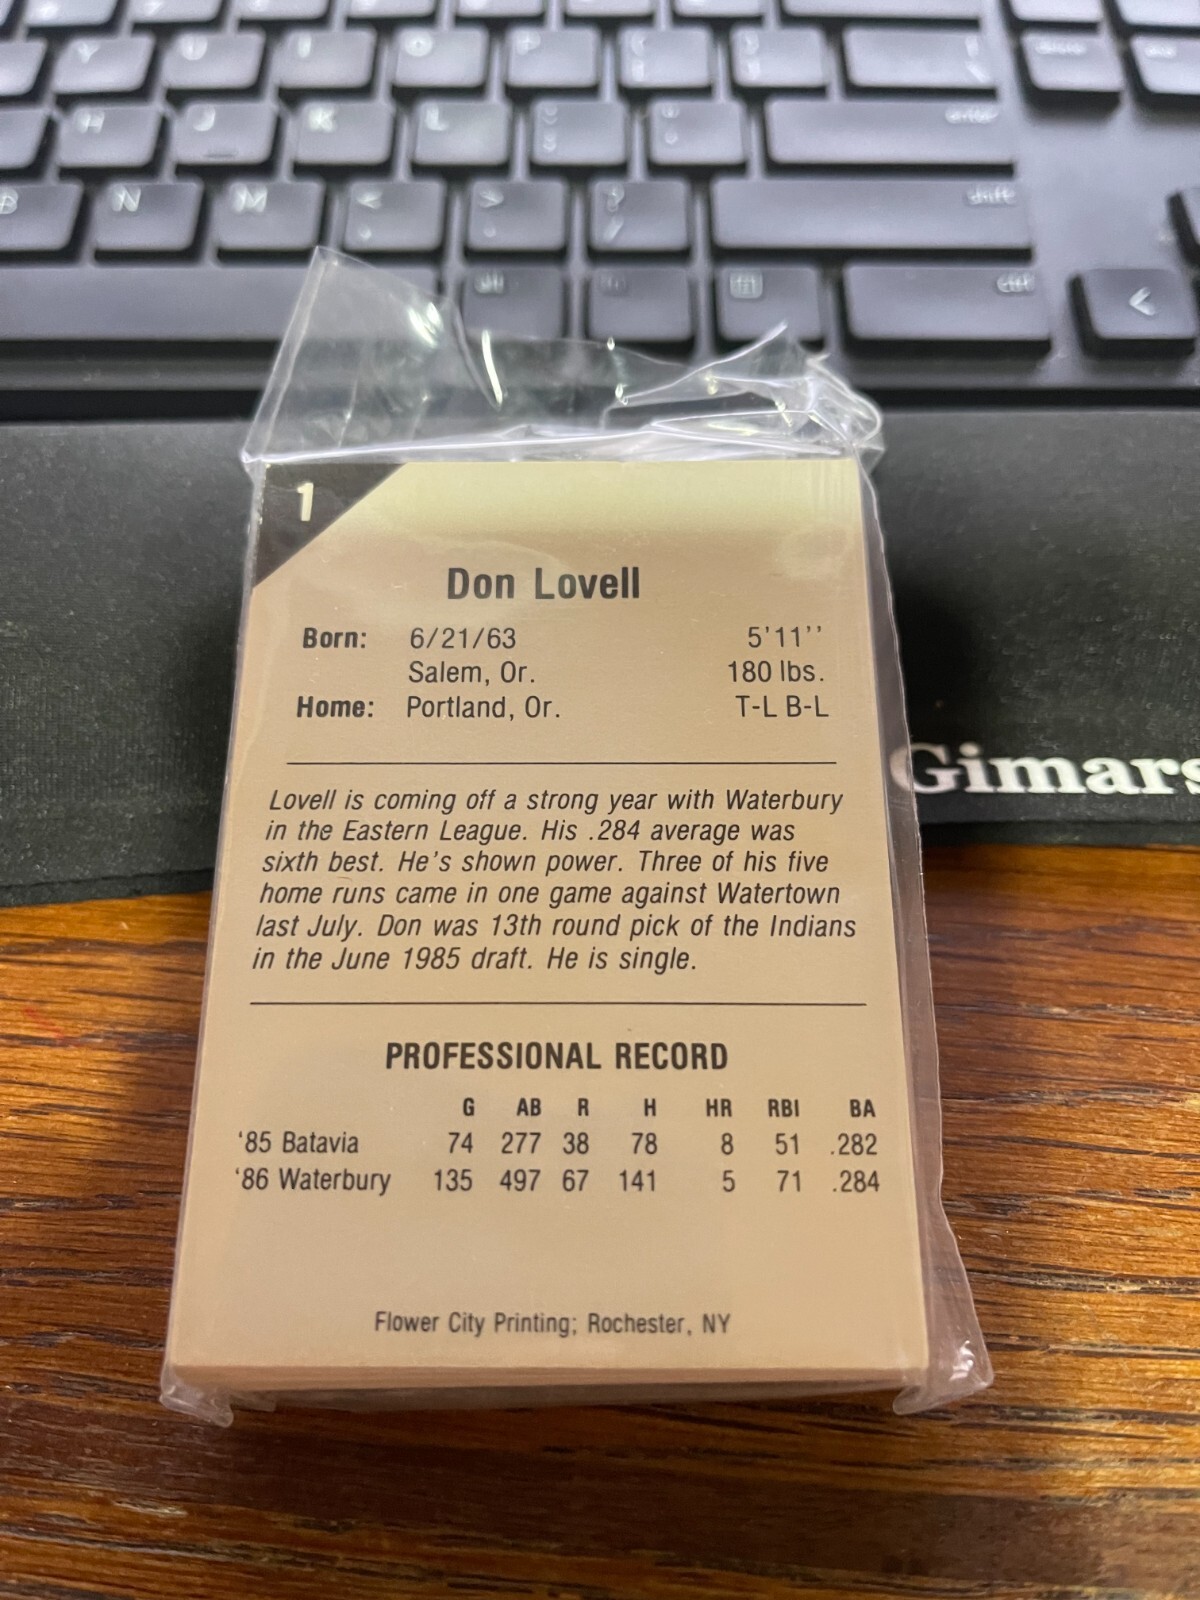 Y U I O P
H J K L enter
B N M < > ? / shift
alt ctrl
1
Don Lovell
Born: 6/21/63 5'11''
Salem, Or. 180 lbs.
Home: Portland, Or. T-L B-L
Lovell is coming off a strong year with Waterbury
in the Eastern League. His .284 average was
sixth best. He's shown power. Three of his five
home runs came in one game against Watertown
last July. Don was 13th round pick of the Indians
in the June 1985 draft. He is single.
PROFESSIONAL RECORD
G AB R H HR RBI BA
'85 Batavia 74 277 38 78 8 51 .282
'86 Waterbury 135 497 67 141 5 71 .284
Flower City Printing; Rochester, NY
Gimars